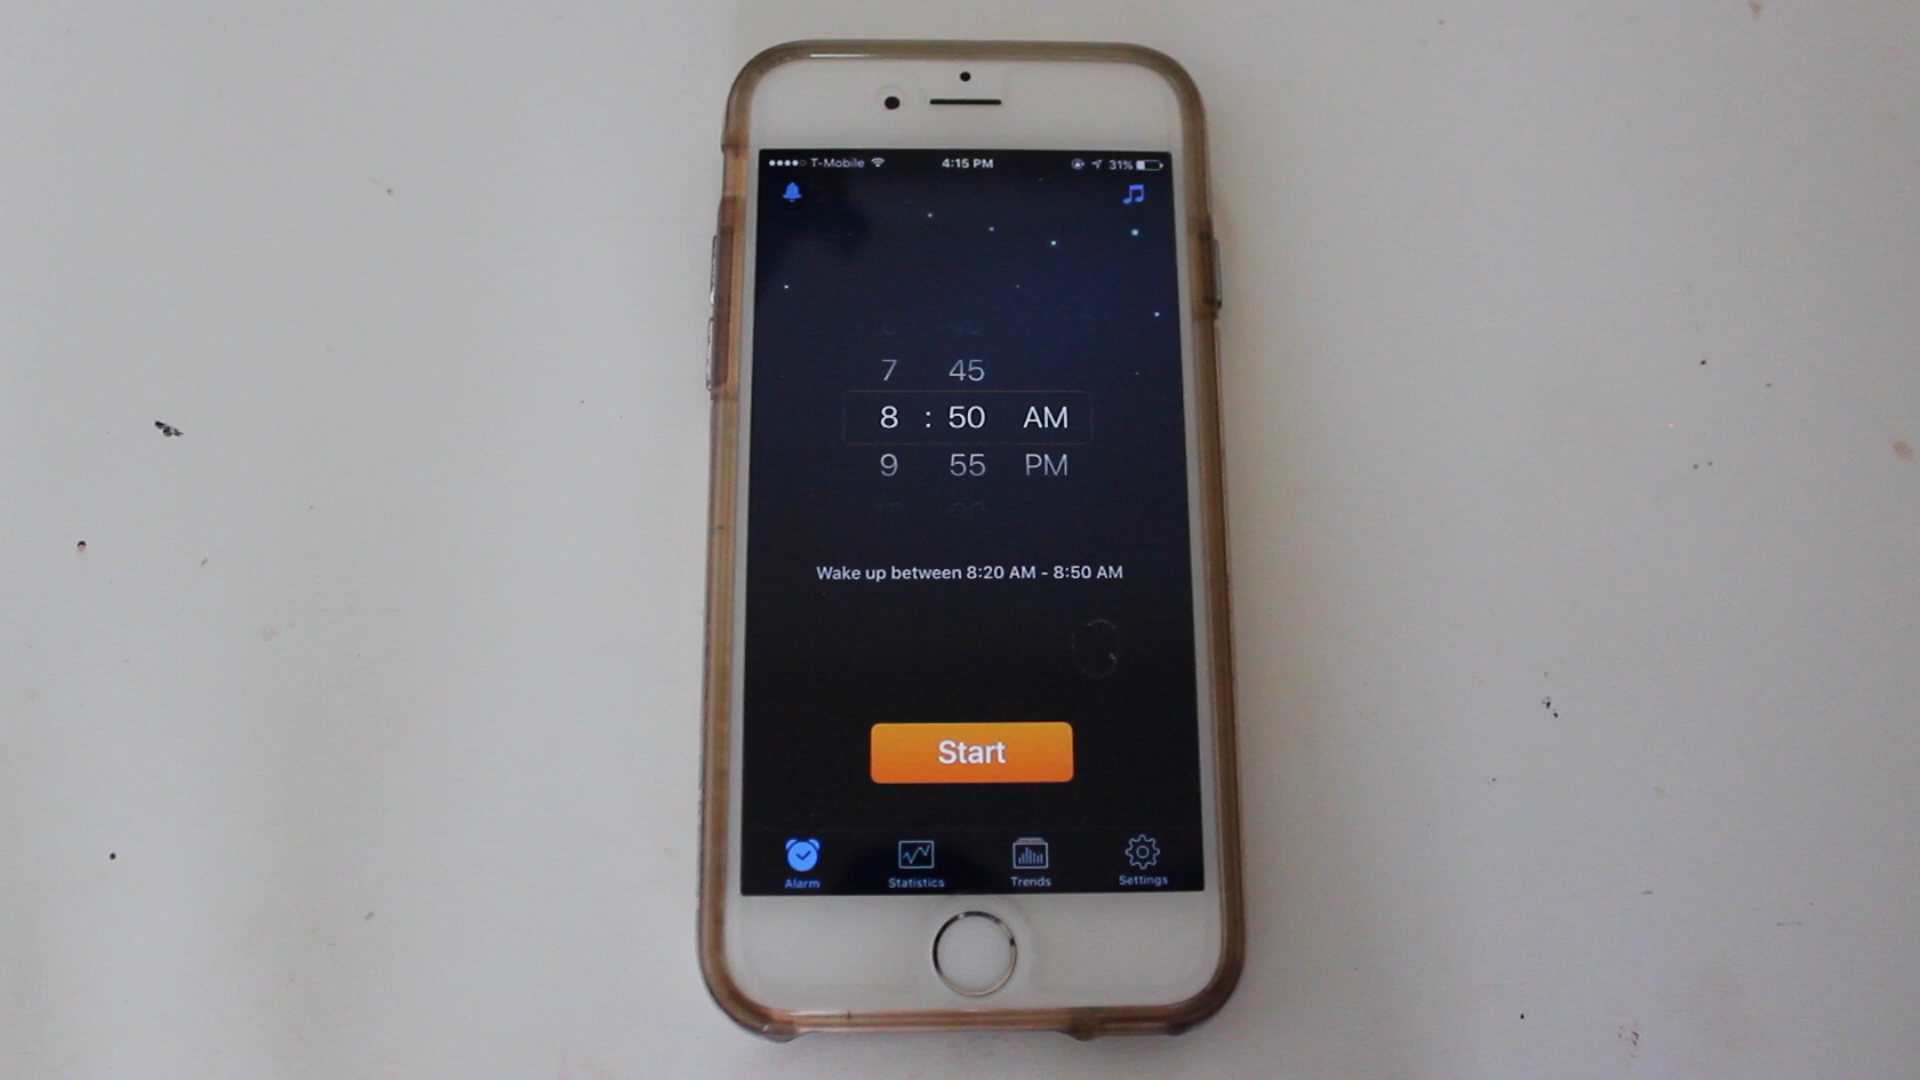 T-Mobile 4:15 PM 31%
7 45
8 : 50 AM
9 55 PM
Wake up between 8:20 AM - 8:50 AM
Start
Alarm Statistics Trends Settings